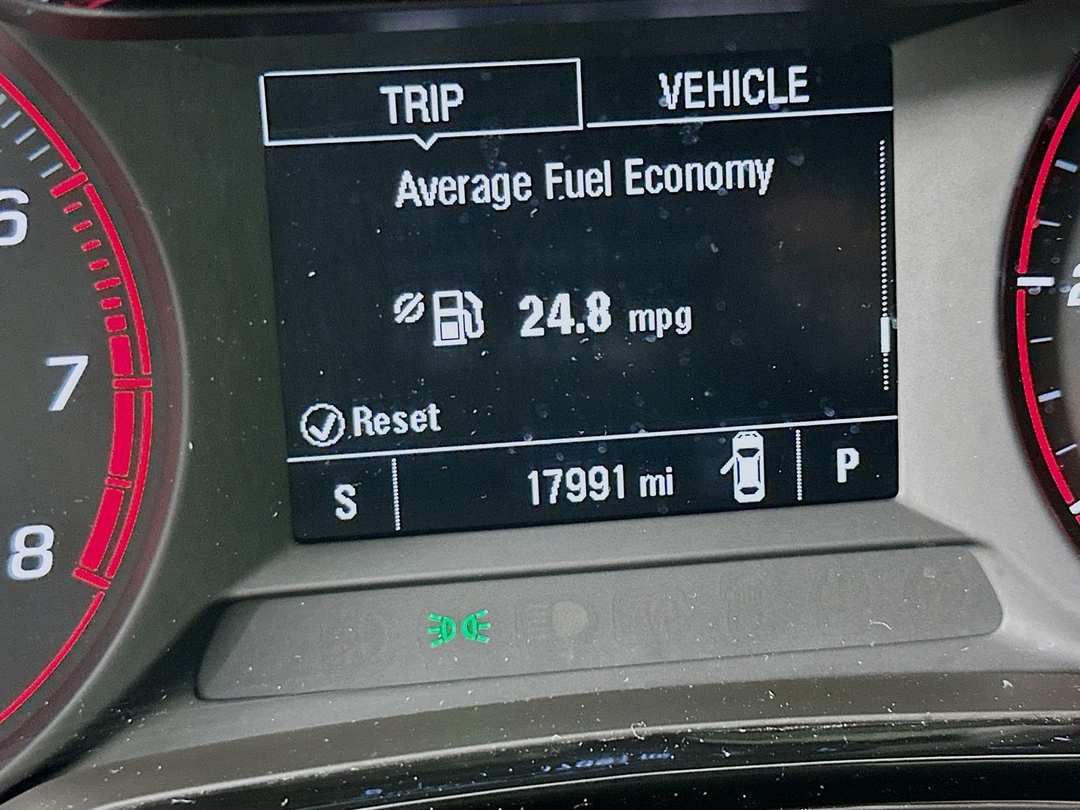 TRIP
VEHICLE
Average Fuel Economy
24.8 mpg
Reset
S
17991 mi
P
6
7
8